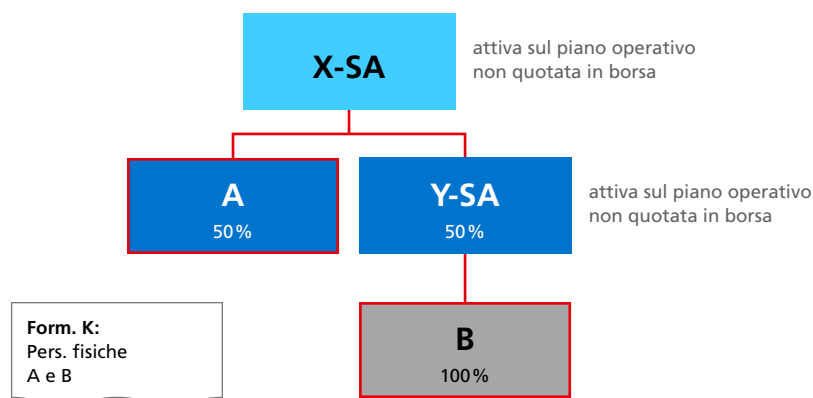 X-SA
attiva sul piano operativo
non quotata in borsa
A
50%
Y-SA
50%
attiva sul piano operativo
non quotata in borsa
Form. K:
Pers. fisiche
A e B
B
100%